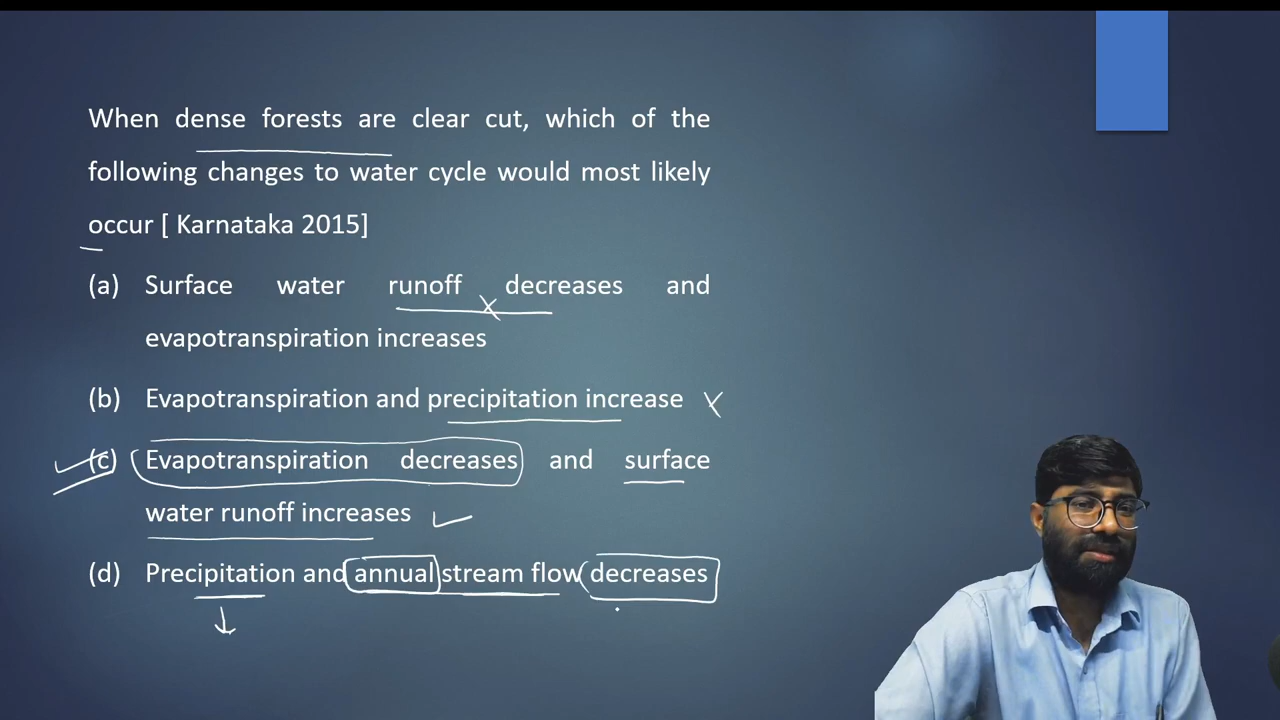 When dense forests are clear cut, which of the
following changes to water cycle would most likely
occur [ Karnataka 2015]
(a) Surface water runoff decreases and
evapotranspiration increases
(b) Evapotranspiration and precipitation increase
(c) Evapotranspiration decreases and surface
water runoff increases
(d) Precipitation and annual stream flow decreases